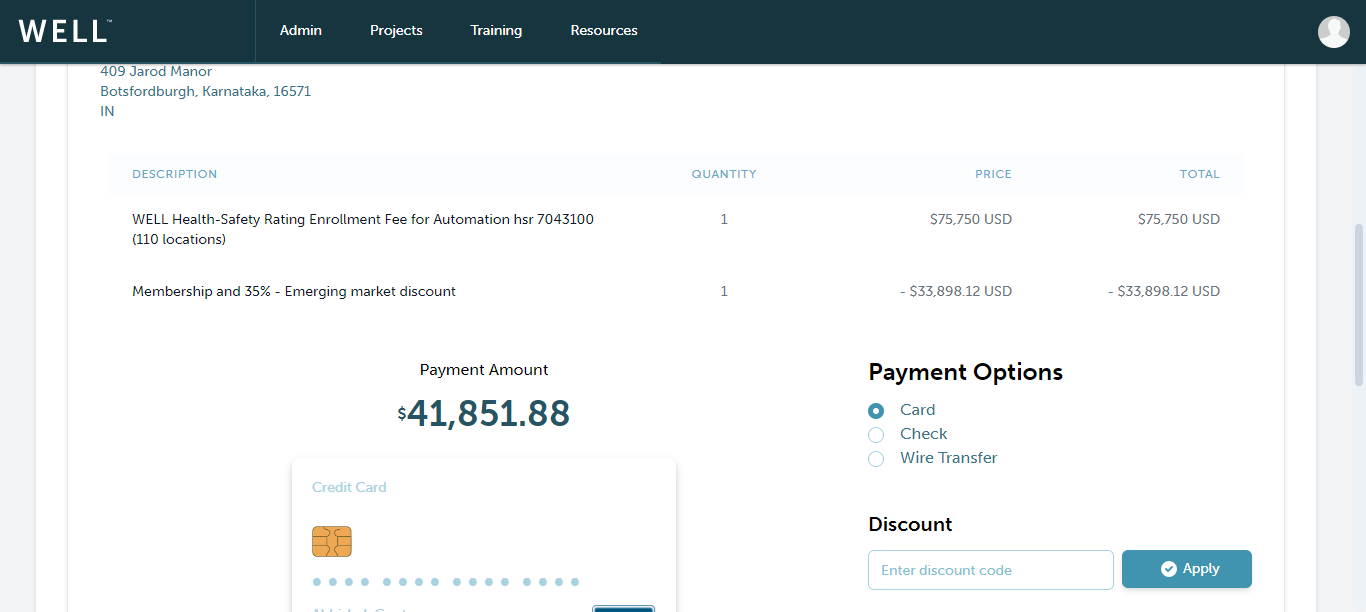 WELL™
Admin
Projects
Training
Resources
409 Jarod Manor
Botsfordburgh, Karnataka, 16571
IN
DESCRIPTION QUANTITY PRICE TOTAL
WELL Health-Safety Rating Enrollment Fee for Automation hsr 7043100 1 $75,750 USD $75,750 USD
(110 locations)
Membership and 35% - Emerging market discount 1 - $33,898.12 USD - $33,898.12 USD
Payment Amount
$41,851.88
Credit Card
Payment Options
Card
Check
Wire Transfer
Discount
Enter discount code
Apply